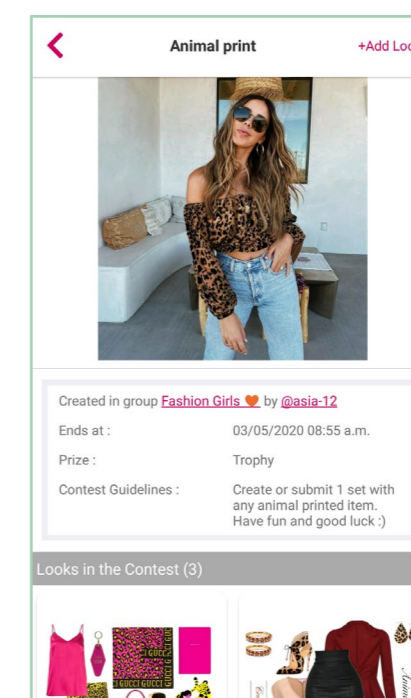 Animal print
+Add Loo
Created in group Fashion Girls 🧡 by @asia-12
Ends at :
03/05/2020 08:55 a.m.
Prize :
Trophy
Contest Guidelines :
Create or submit 1 set with
any animal printed item.
Have fun and good luck :)
Looks in the Contest (3)
GUCCI GUCCI